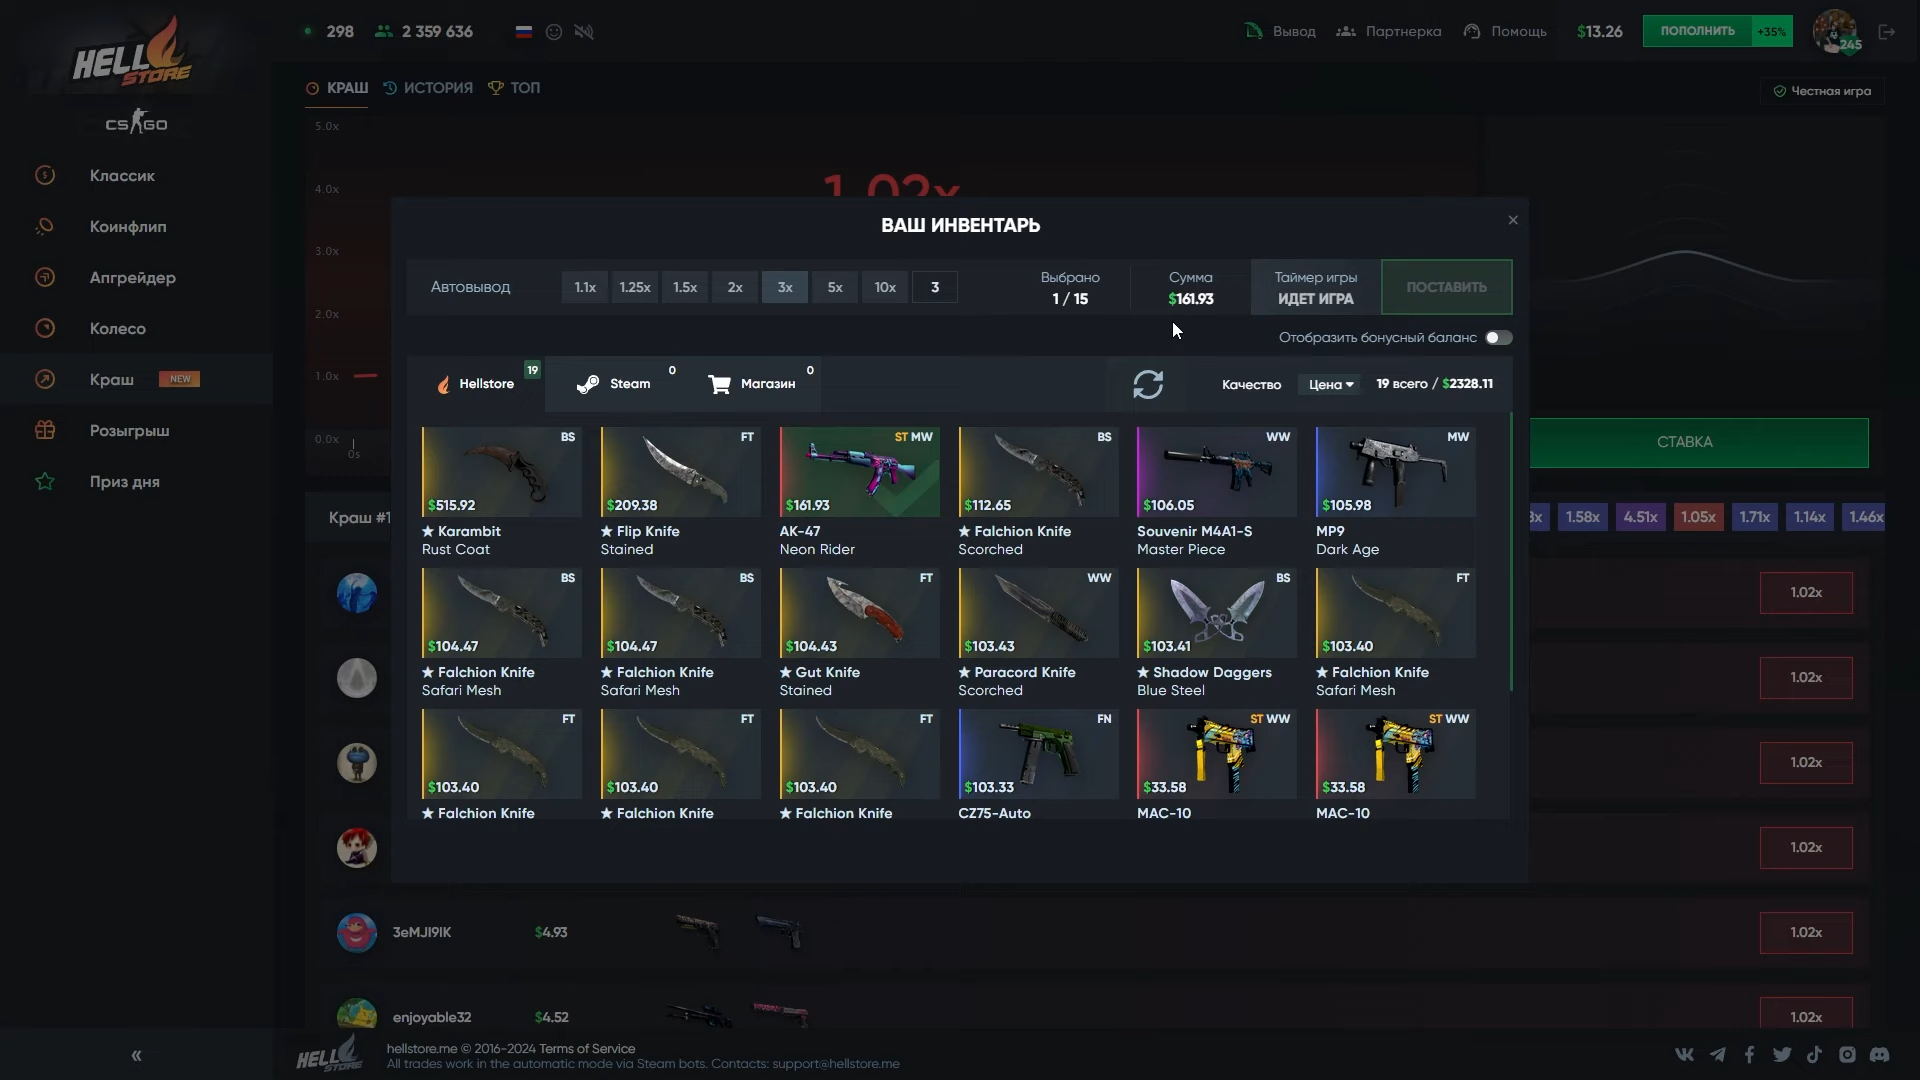 HELL STORE
298
2 359 636
Вывод
Партнерка
Помощь
$13.26
ПОПОЛНИТЬ +35%
245
CS GO
Классик
Коинфлип
Апгрейдер
Колесо
Краш NEW
Розыгрыш
Приз дня
КРАШ
ИСТОРИЯ
ТОП
Честная игра
5.0x
4.0x
3.0x
2.0x
1.0x
0.0x
0s
1.02x
ВАШ ИНВЕНТАРЬ
Автовывод
1.1x 1.25x 1.5x 2x 3x 5x 10x 3
Выбрано
1 / 15
Сумма
$161.93
Таймер игры
ИДЕТ ИГРА
ПОСТАВИТЬ
Отобразить бонусный баланс
Hellstore 19
Steam 0
Магазин 0
Качество
Цена
19 всего / $2328.11
BS
$515.92
★ Karambit
Rust Coat
FT
$209.38
★ Flip Knife
Stained
ST MW
$161.93
AK-47
Neon Rider
BS
$112.65
★ Falchion Knife
Scorched
WW
$106.05
Souvenir M4A1-S
Master Piece
MW
$105.98
MP9
Dark Age
BS
$104.47
★ Falchion Knife
Safari Mesh
BS
$104.47
★ Falchion Knife
Safari Mesh
FT
$104.43
★ Gut Knife
Stained
WW
$103.43
★ Paracord Knife
Scorched
BS
$103.41
★ Shadow Daggers
Blue Steel
FT
$103.40
★ Falchion Knife
Safari Mesh
FT
$103.40
★ Falchion Knife
FT
$103.40
★ Falchion Knife
FT
$103.40
★ Falchion Knife
FN
$103.33
CZ75-Auto
ST WW
$33.58
MAC-10
ST WW
$33.58
MAC-10
СТАВКА
Краш #1
1.58x 4.51x 1.05x 1.71x 1.14x 1.46x
1.02x
1.02x
1.02x
1.02x
3eMJI9IK $4.93 1.02x
enjoyable32 $4.52 1.02x
«
HELL STORE
hellstore.me © 2016-2024 Terms of Service
All trades work in the automatic mode via Steam bots. Contacts: support@hellstore.me